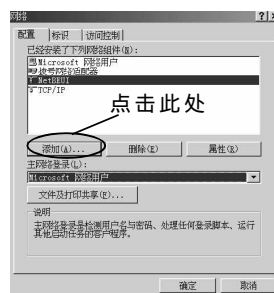 网络
配置 标识 访问控制
已经安装了下列网络组件(N):
Microsoft 网络用户
拨号网络适配器
NetBEUI
TCP/IP
点击此处
添加(A)... 删除(E) 属性(R)
主网络登录(L):
Microsoft 网络用户
文件及打印共享(F)...
说明
主网络登录是检测用户名与密码、处理任何登录脚本、运行
其他启动任务的客户程序。
确定 取消